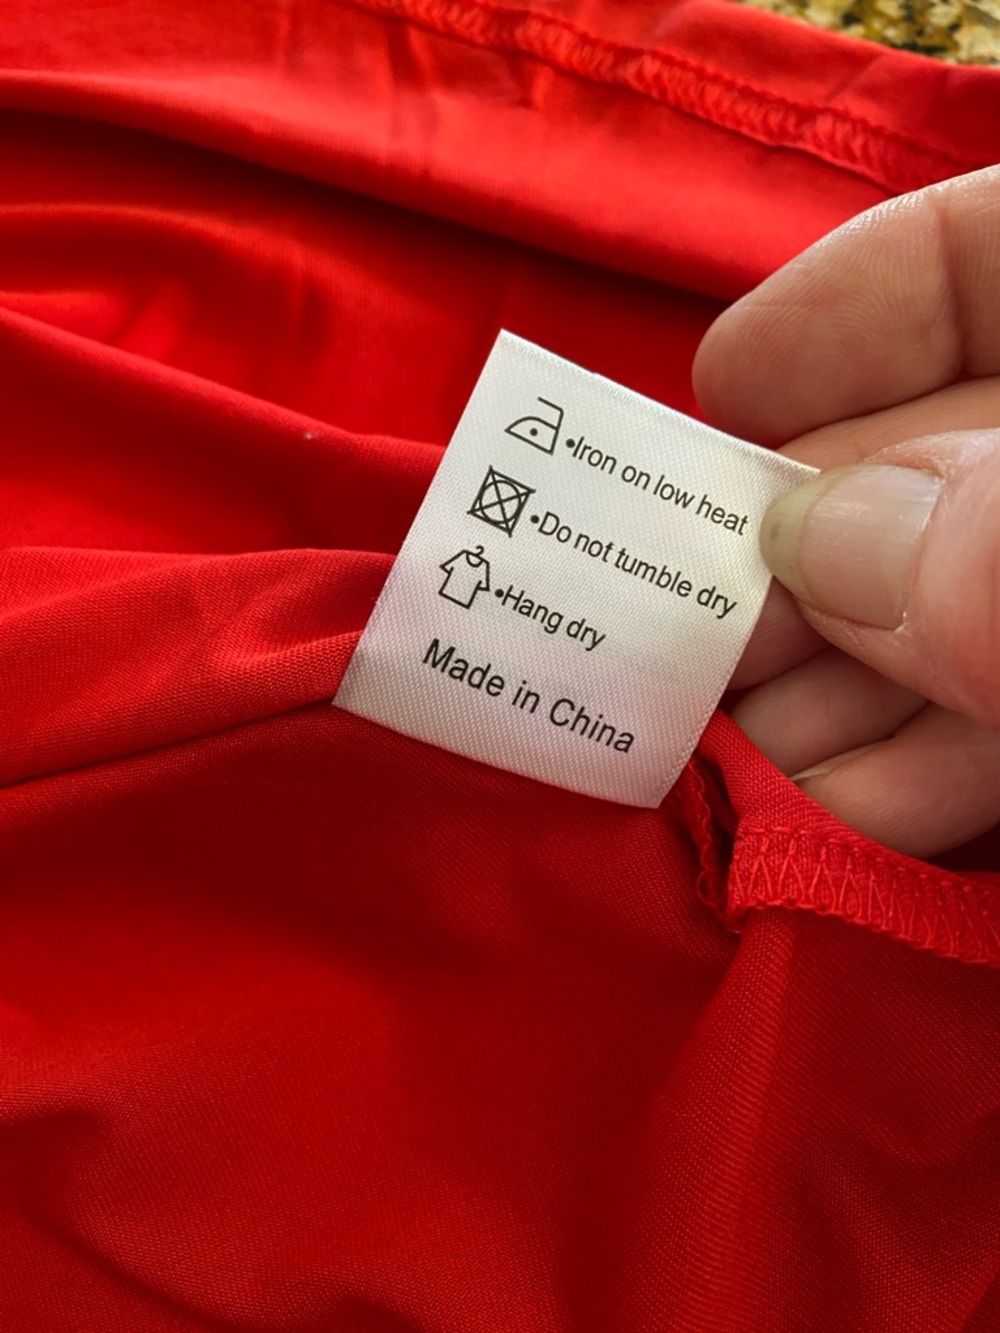 •Iron on low heat
•Do not tumble dry
•Hang dry
Made in China